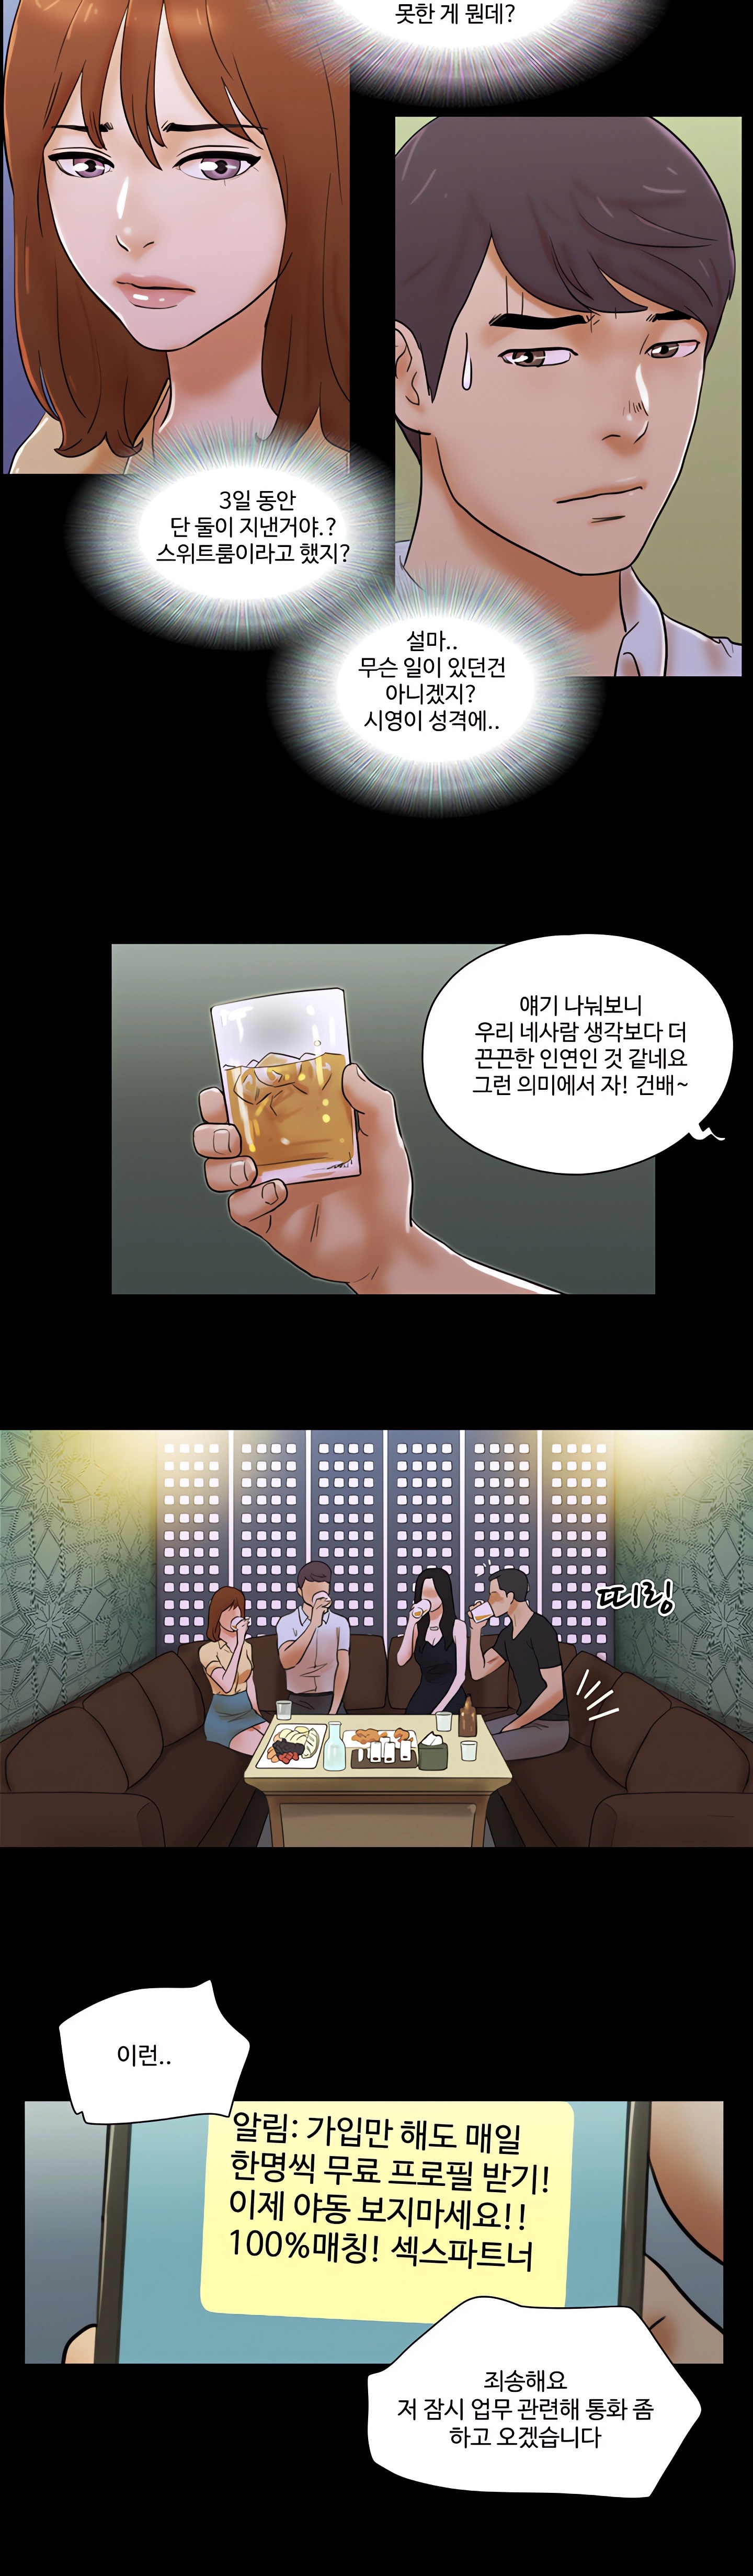 못한 게 뭔데?
3일 동안
단 둘이 지낸거야.?
스위트룸이라고 했지?
설마..
무슨 일이 있던건
아니겠지?
시영이 성격에..
얘기 나눠보니
우리 네사람 생각보다 더
끈끈한 인연인 것 같네요
그런 의미에서 자! 건배~
띠링
이런..
알림: 가입만 해도 매일
한명씩 무료 프로필 받기!
이제 야동 보지마세요!!
100%매칭! 섹스파트너
죄송해요
저 잠시 업무 관련해 통화 좀
하고 오겠습니다